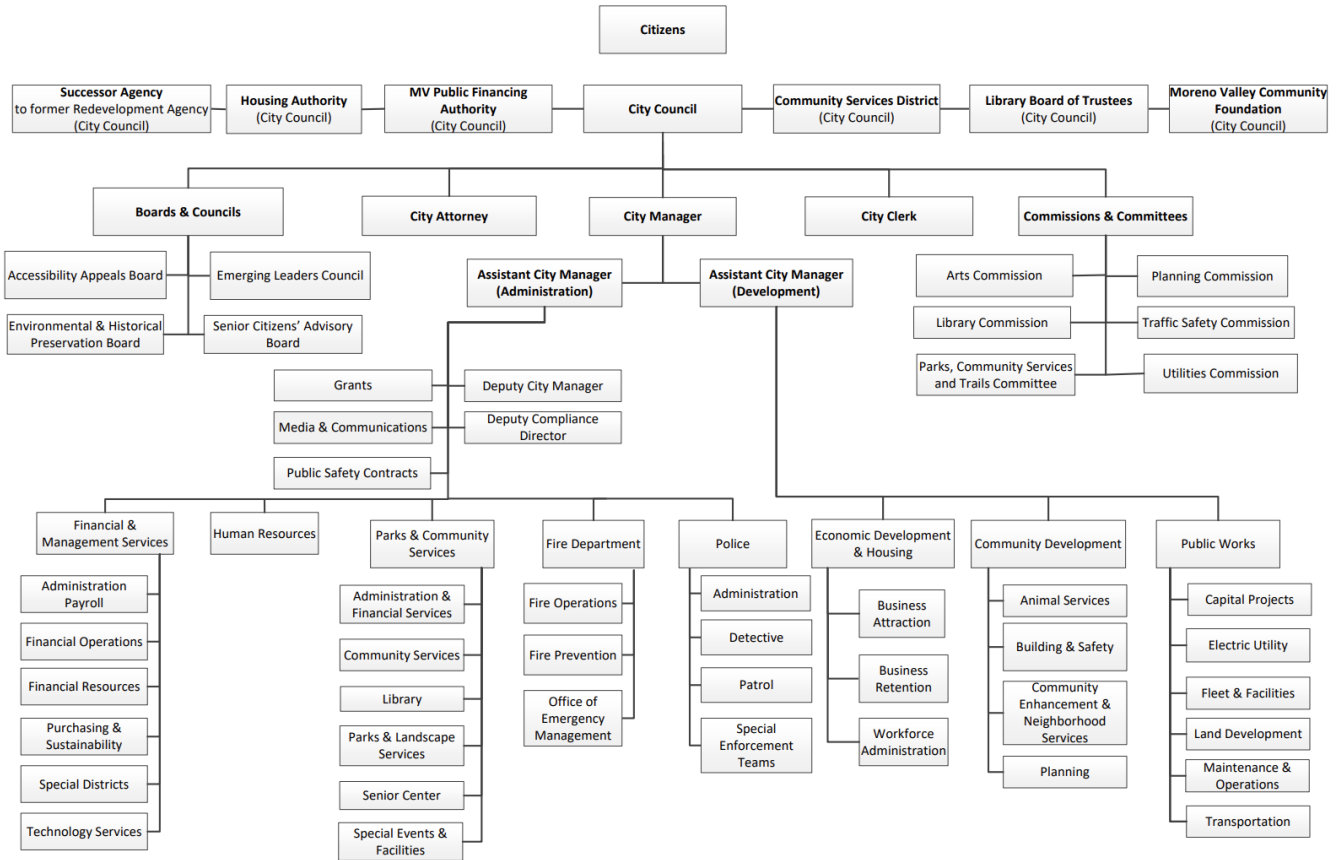 Citizens
Successor Agency
to former Redevelopment Agency
(City Council)
Housing Authority
(City Council)
MV Public Financing
Authority
(City Council)
City Council
Community Services District
(City Council)
Library Board of Trustees
(City Council)
Moreno Valley Community
Foundation
(City Council)
Boards & Councils
City Attorney
City Manager
City Clerk
Commissions & Committees
Accessibility Appeals Board
Emerging Leaders Council
Environmental & Historical
Preservation Board
Senior Citizens’ Advisory
Board
Assistant City Manager
(Administration)
Assistant City Manager
(Development)
Arts Commission
Planning Commission
Library Commission
Traffic Safety Commission
Parks, Community Services
and Trails Committee
Utilities Commission
Grants
Deputy City Manager
Media & Communications
Deputy Compliance
Director
Public Safety Contracts
Financial &
Management Services
Human Resources
Parks & Community
Services
Fire Department
Police
Economic Development
& Housing
Community Development
Public Works
Administration
Payroll
Financial Operations
Financial Resources
Purchasing &
Sustainability
Special Districts
Technology Services
Administration &
Financial Services
Community Services
Library
Parks & Landscape
Services
Senior Center
Special Events &
Facilities
Fire Operations
Fire Prevention
Office of
Emergency
Management
Administration
Detective
Patrol
Special
Enforcement
Teams
Business
Attraction
Business
Retention
Workforce
Administration
Animal Services
Building & Safety
Community
Enhancement &
Neighborhood
Services
Planning
Capital Projects
Electric Utility
Fleet & Facilities
Land Development
Maintenance &
Operations
Transportation